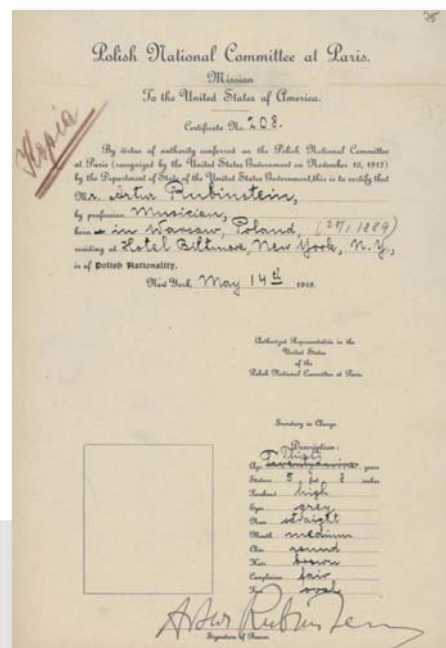 75
Polish National Committee at Paris.
Mission
To the United States of America.
Certificate No. 208.
Kopia
By virtue of authority conferred on the Polish National Committee
at Paris (recognized by the United States Government on November 10, 1917)
by the Department of State of the United States Government, this is to certify that
Mr. Artur Rubinstein,
by profession Musician,
born in Warsaw, Poland,
residing at Hotel Biltmore, New York, N. Y.,
is of Polish Nationality.
New York, May 14th 1919.
Authorized Representative in the
United States
of the
Polish National Committee at Paris.
Secretary in Charge.
Description:
Thirty
Age years
Stature 5 feet 8 inches
Forehead high
Eyes grey
Nose straight
Mouth medium
Chin round
Hair brown
Complexion fair
Face oval
Artur Rubinstein
Signature of Bearer